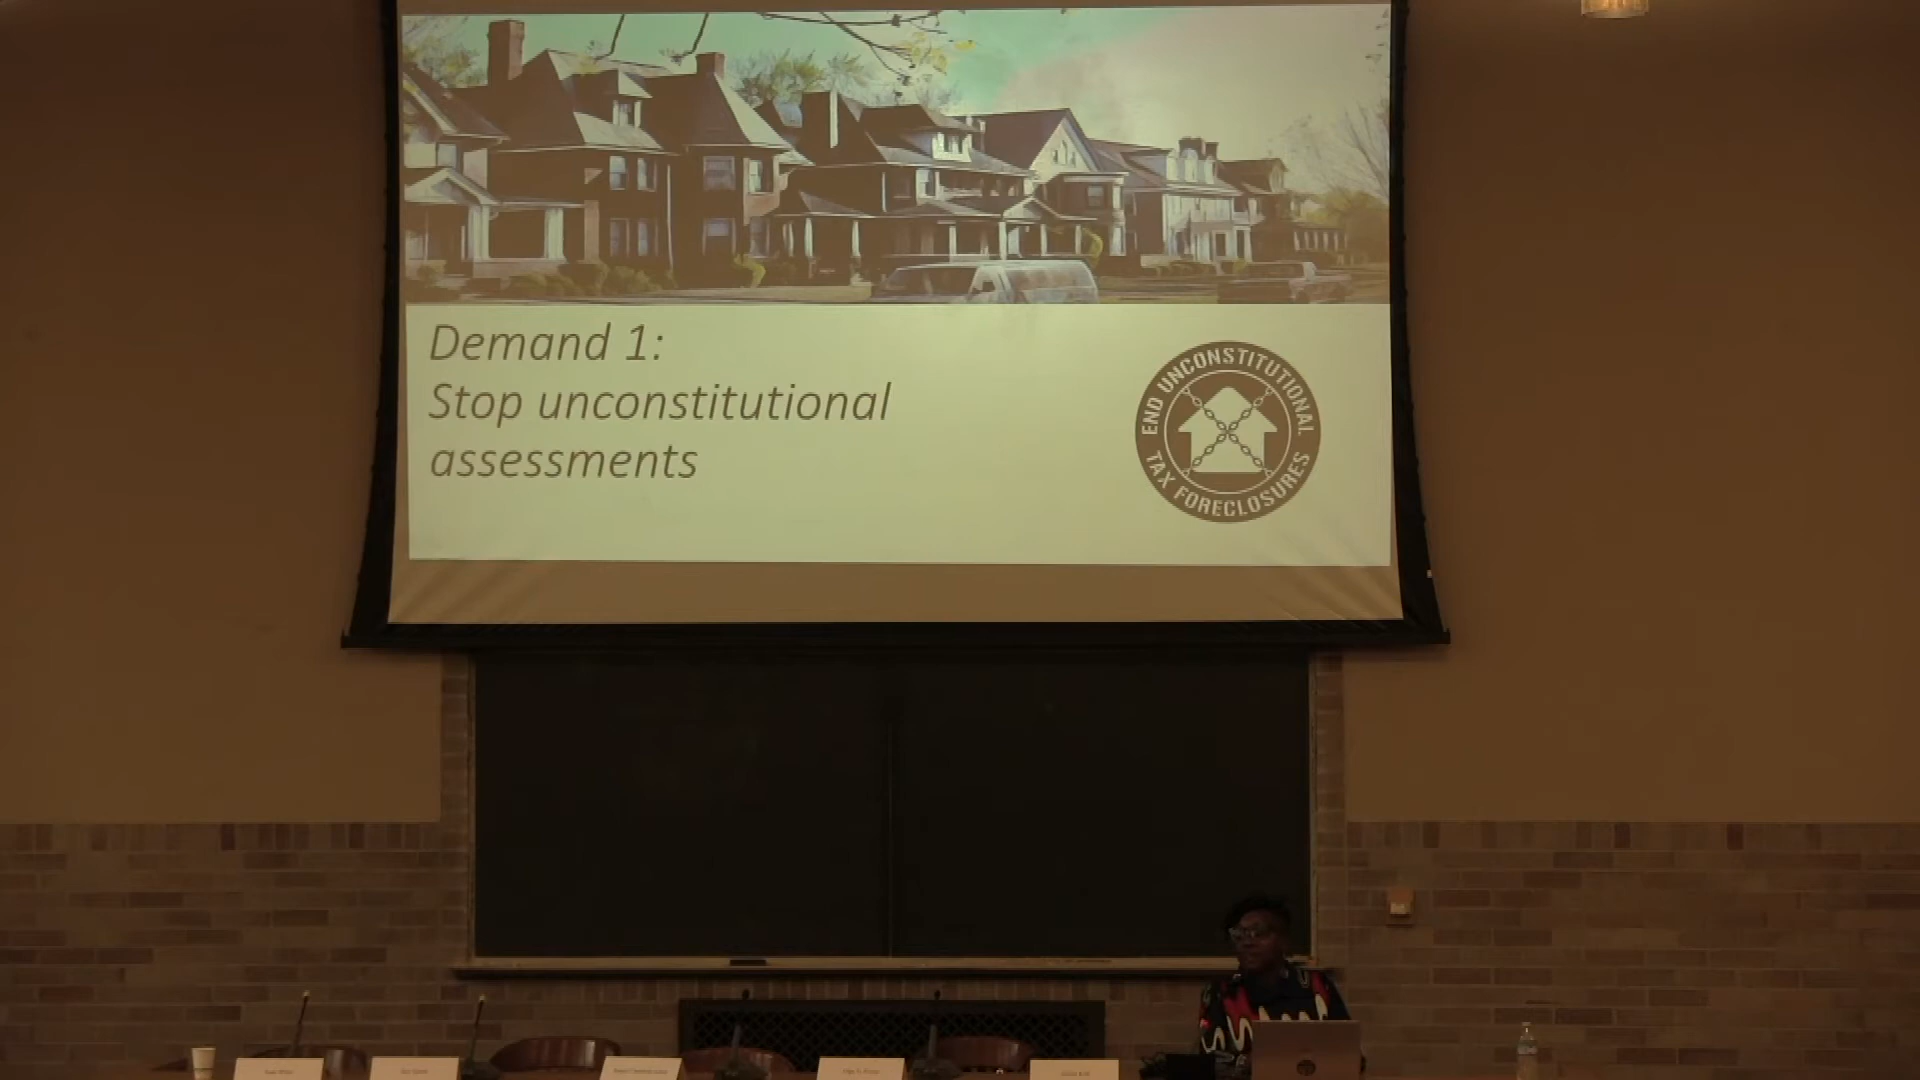 Demand 1:
Stop unconstitutional
assessments
END UNCONSTITUTIONAL
TAX FORECLOSURES